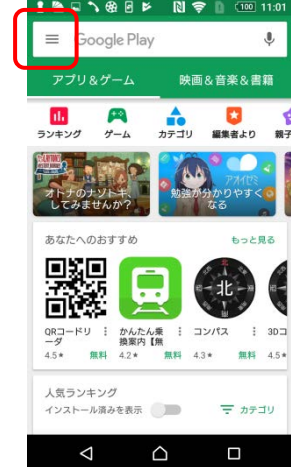 100 11:01
Google Play
アプリ&ゲーム 映画&音楽&書籍
ランキング ゲーム カテゴリ 編集者より 親子
オトナのナゾトキ、
してみませんか?
アオイゼミ
勉強が分かりやすく
なる
あなたへのおすすめ もっと見る
北
QRコードリ
ーダ
4.5★ 無料
かんたん乗
換案内【無
4.2★ 無料
コンパス
4.3★ 無料
3Dコ
4.5★
人気ランキング
インストール済みを表示 カテゴリ